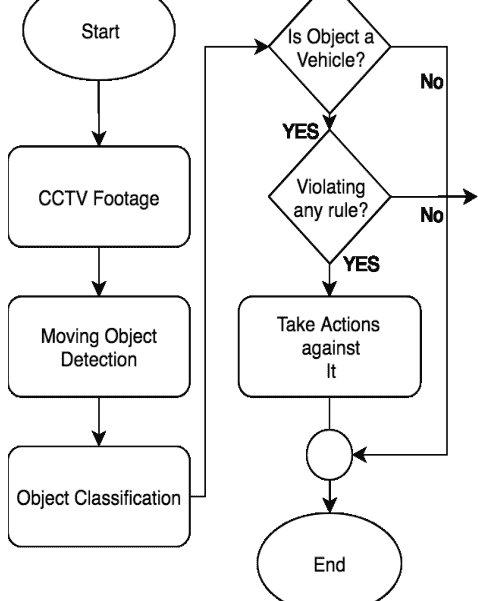 Start
CCTV Footage
Moving Object
Detection
Object Classification
Is Object a
Vehicle?
No
YES
Violating
any rule?
No
YES
Take Actions
against
It
End